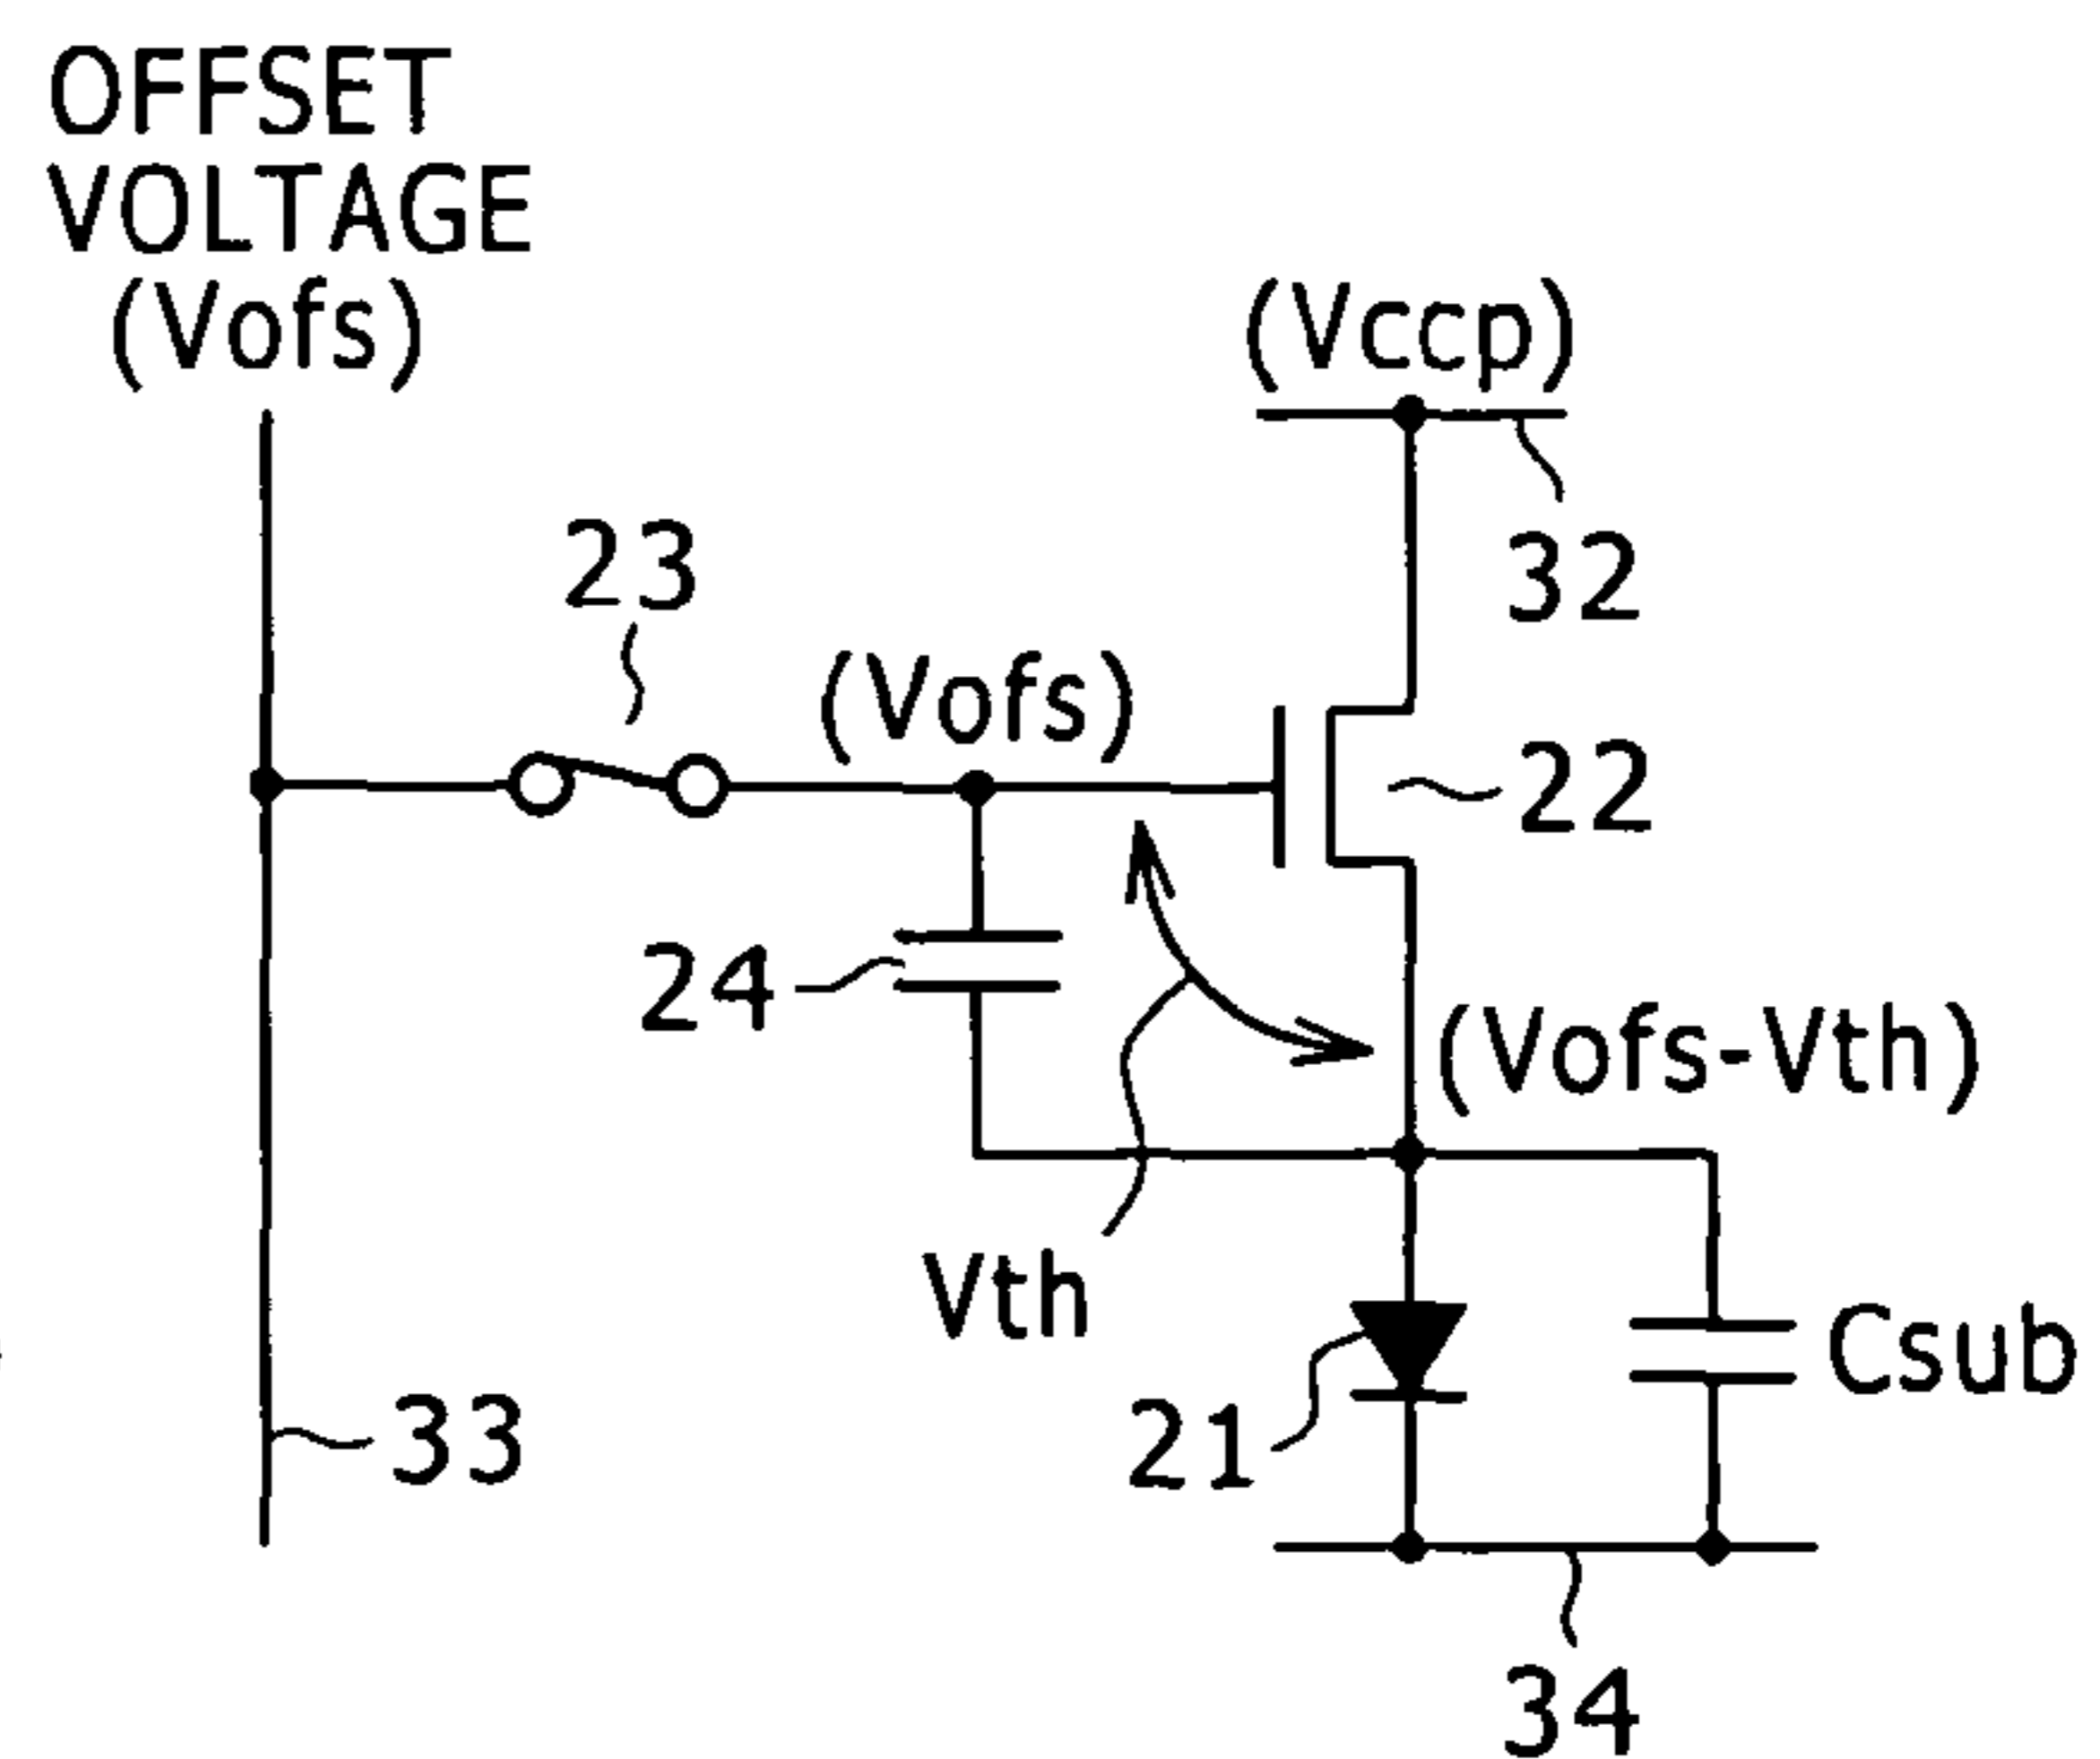 OFFSET
VOLTAGE
(Vofs)
(Vccp)
32
23
(Vofs)
22
24
(Vofs-Vth)
Vth
Csub
21
33
34